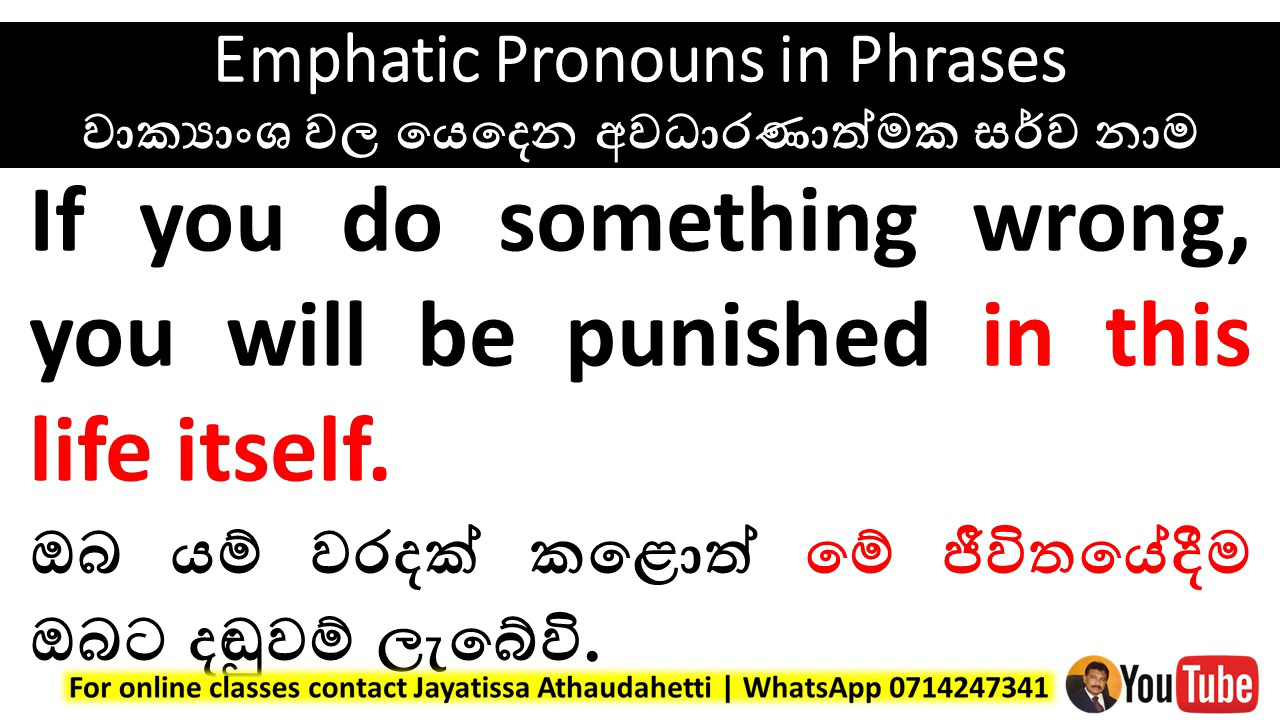 Emphatic Pronouns in Phrases
වාක්‍යාංශ වල යෙදෙන අවධාරණාත්මක සර්ව නාම
If you do something wrong,
you will be punished in this
life itself.
ඔබ යම් වරදක් කළොත් මේ ජීවිතයේදීම
ඔබට දඬුවම් ලැබේවි.
For online classes contact Jayatissa Athaudahetti | WhatsApp 0714247341
YouTube